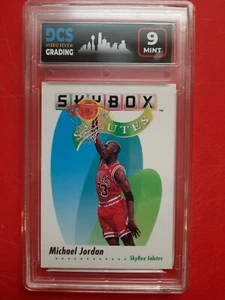 DCS
GRADING
9
MINT
SKYBOX
SALUTES
23
Michael Jordan
SkyBox Salutes